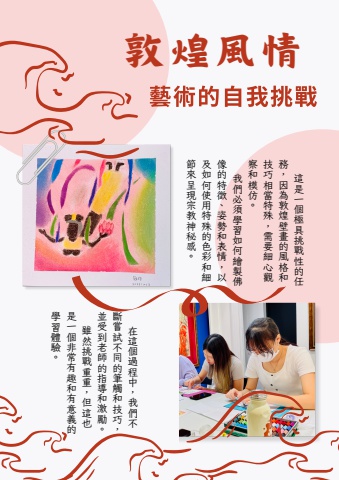 敦煌風情
藝術的自我挑戰
這是一個極具挑戰性的任
務，因為敦煌壁畫的風格和
技巧相當特殊，需要細心觀
察和模仿。
我們必須學習如何繪製佛
像的特徵、姿勢和表情，以
及如何使用特殊的色彩和細
節來呈現宗教神秘感。
在這個過程中，我們不
斷嘗試不同的筆觸和技巧，
並受到老師的指導和激勵。
雖然挑戰重重，但這也
是一個非常有趣和有意義的
學習體驗。